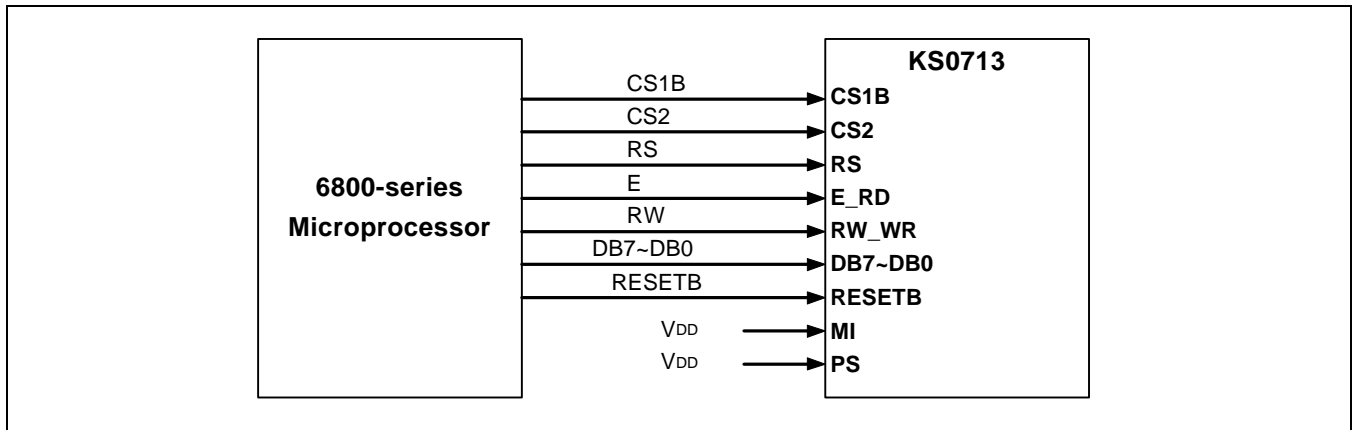 KS0713
6800-series
Microprocessor
CS1B
CS1B
CS2
CS2
RS
RS
E
E_RD
RW
RW_WR
DB7~DB0
DB7~DB0
RESETB
RESETB
VDD
MI
VDD
PS